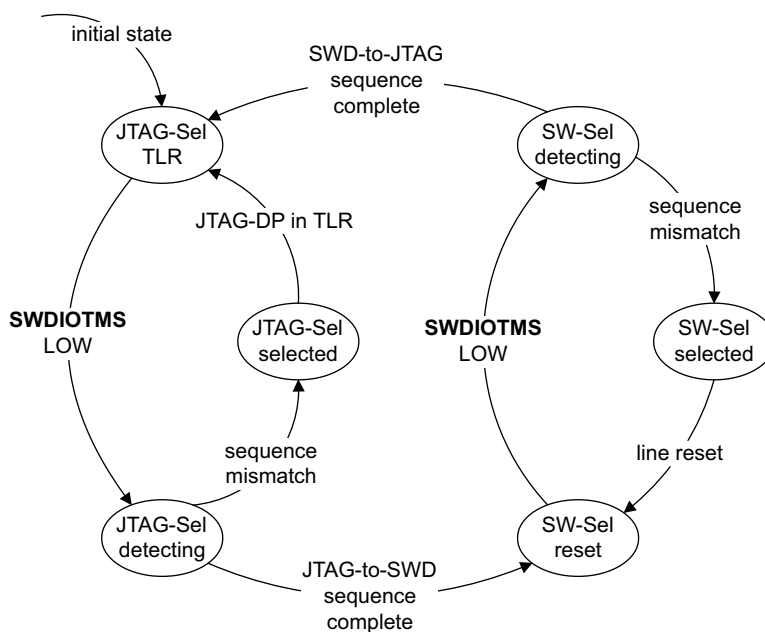 initial state
SWD-to-JTAG
sequence
complete
JTAG-Sel
TLR
SW-Sel
detecting
JTAG-DP in TLR
sequence
mismatch
SWDIOTMS
LOW
JTAG-Sel
selected
SWDIOTMS
LOW
SW-Sel
selected
sequence
mismatch
line reset
JTAG-Sel
detecting
SW-Sel
reset
JTAG-to-SWD
sequence
complete